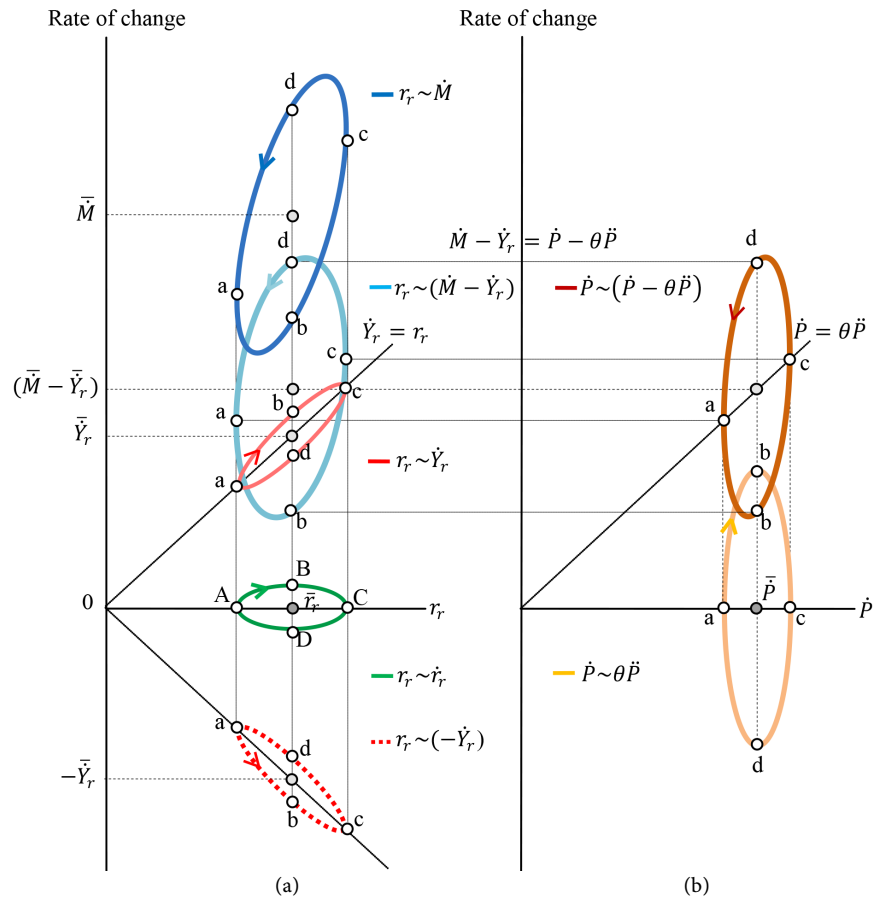 Rate of change
Rate of change
d
r_r~Ṁ
c
M̄̇
d
Ṁ − Ẏ_r = P̈ − θP̈
d
a
r_r~(Ṁ − Ẏ_r)
Ṗ~(Ṗ − θP̈)
b
Ẏ_r = r_r
Ṗ = θP̈
c
c
(M̄̇ − Ȳ̇_r)
c
b
a
a
Ȳ̇_r
d
r_r~Ẏ_r
b
a
b
b
B
A
r̄_r
C
P̄̇
0
r_r
a
c
Ṗ
D
r_r~ṙ_r
Ṗ~θP̈
a
d
r_r~(−Ẏ_r)
−Ȳ̇_r
d
b
c
(a)
(b)